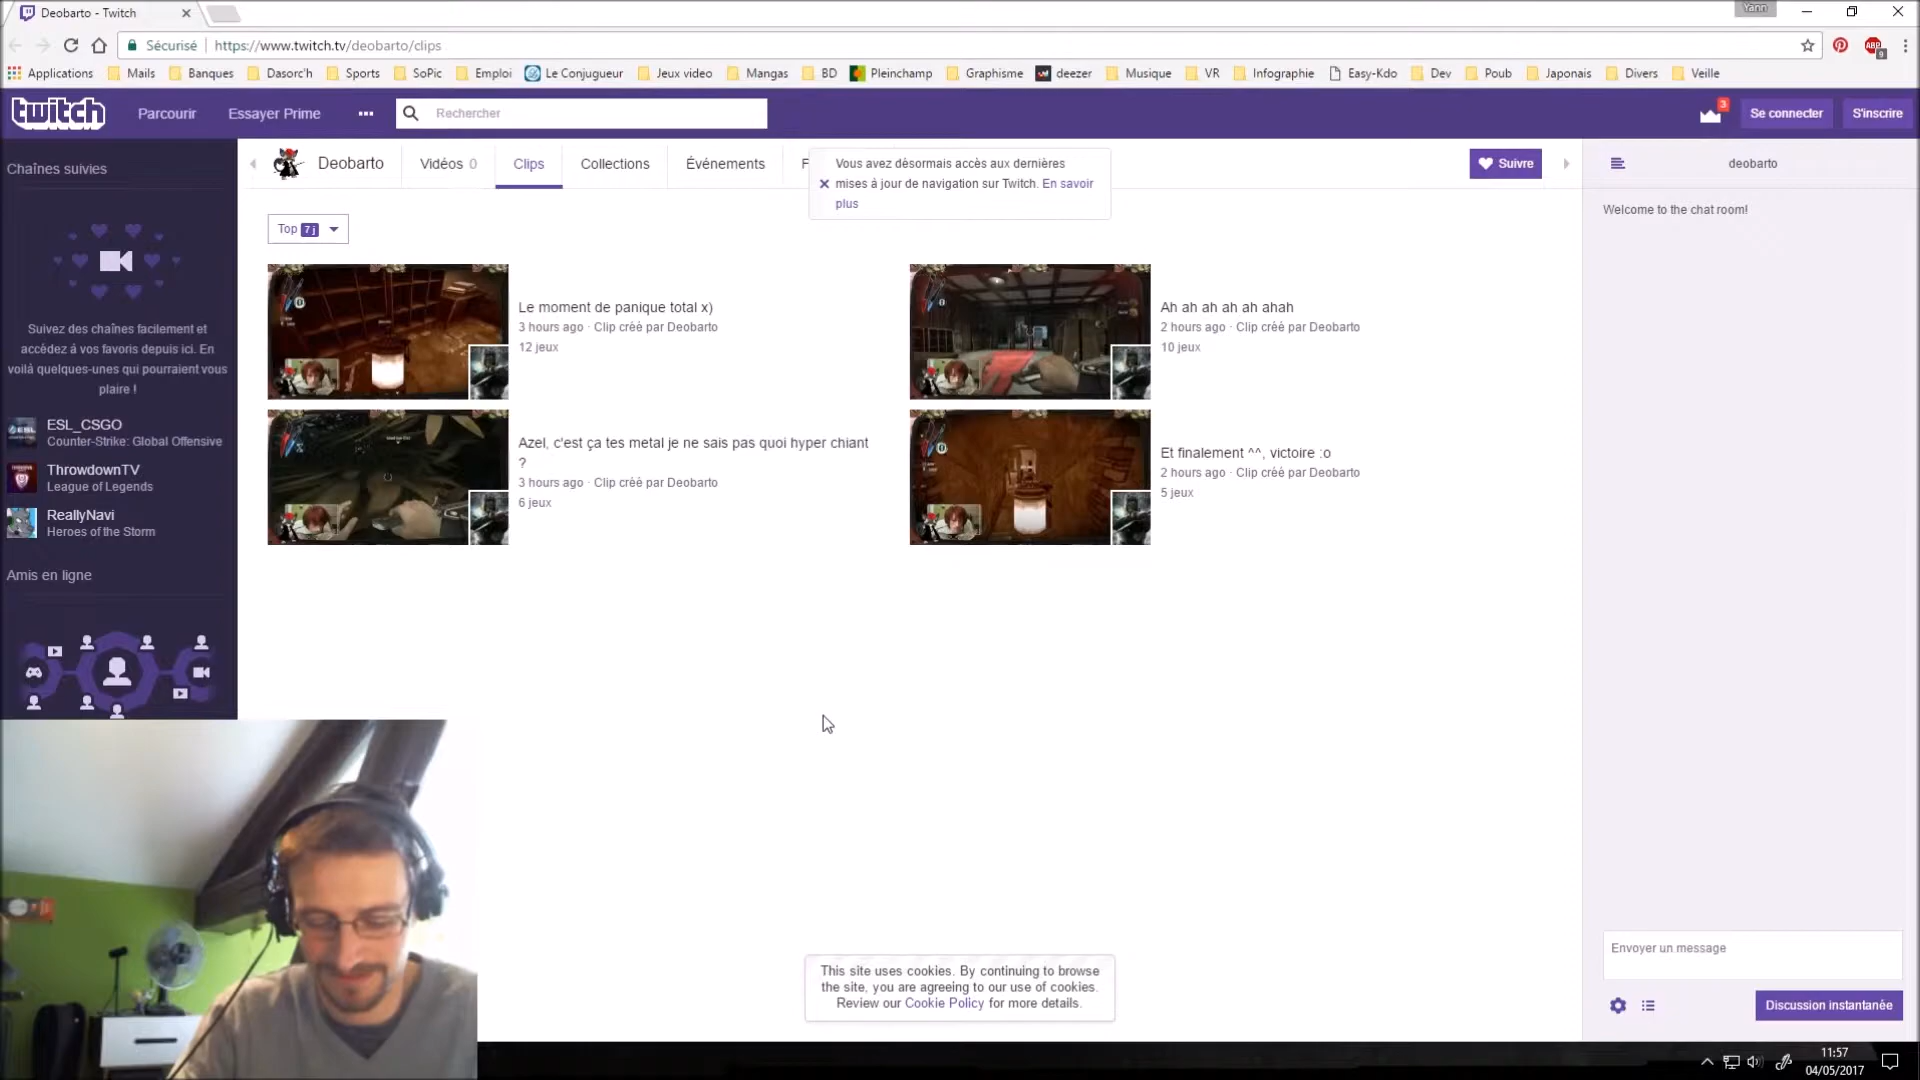 Deobarto - Twitch
Yann
Sécurisé
https://www.twitch.tv/deobarto/clips
ABP
9
Applications
Mails
Banques
Dasorc'h
Sports
SoPic
Emploi
Le Conjugueur
Jeux video
Mangas
BD
Pleinchamp
Graphisme
deezer
Musique
VR
Infographie
Easy-Kdo
Dev
Poub
Japonais
Divers
Veille
twitch
Parcourir
Essayer Prime
Rechercher
3
Se connecter
S'inscrire
Chaînes suivies
Suivez des chaînes facilement et
accédez á vos favoris depuis ici. En
voilà quelques-unes qui pourraient vous
plaire !
ESL_CSGO
Counter-Strike: Global Offensive
ThrowdownTV
League of Legends
ReallyNavi
Heroes of the Storm
Amis en ligne
Deobarto
Vidéos 0
Clips
Collections
Événements
F
Vous avez désormais accès aux dernières
mises à jour de navigation sur Twitch. En savoir
plus
Suivre
Top 7 j
Le moment de panique total x)
3 hours ago · Clip créé par Deobarto
12 jeux
Ah ah ah ah ah ahah
2 hours ago · Clip créé par Deobarto
10 jeux
Azel, c'est ça tes metal je ne sais pas quoi hyper chiant
?
3 hours ago · Clip créé par Deobarto
6 jeux
Et finalement ^^, victoire :o
2 hours ago · Clip créé par Deobarto
5 jeux
deobarto
Welcome to the chat room!
Envoyer un message
Discussion instantanée
This site uses cookies. By continuing to browse
the site, you are agreeing to our use of cookies.
Review our Cookie Policy for more details.
11:57
04/05/2017